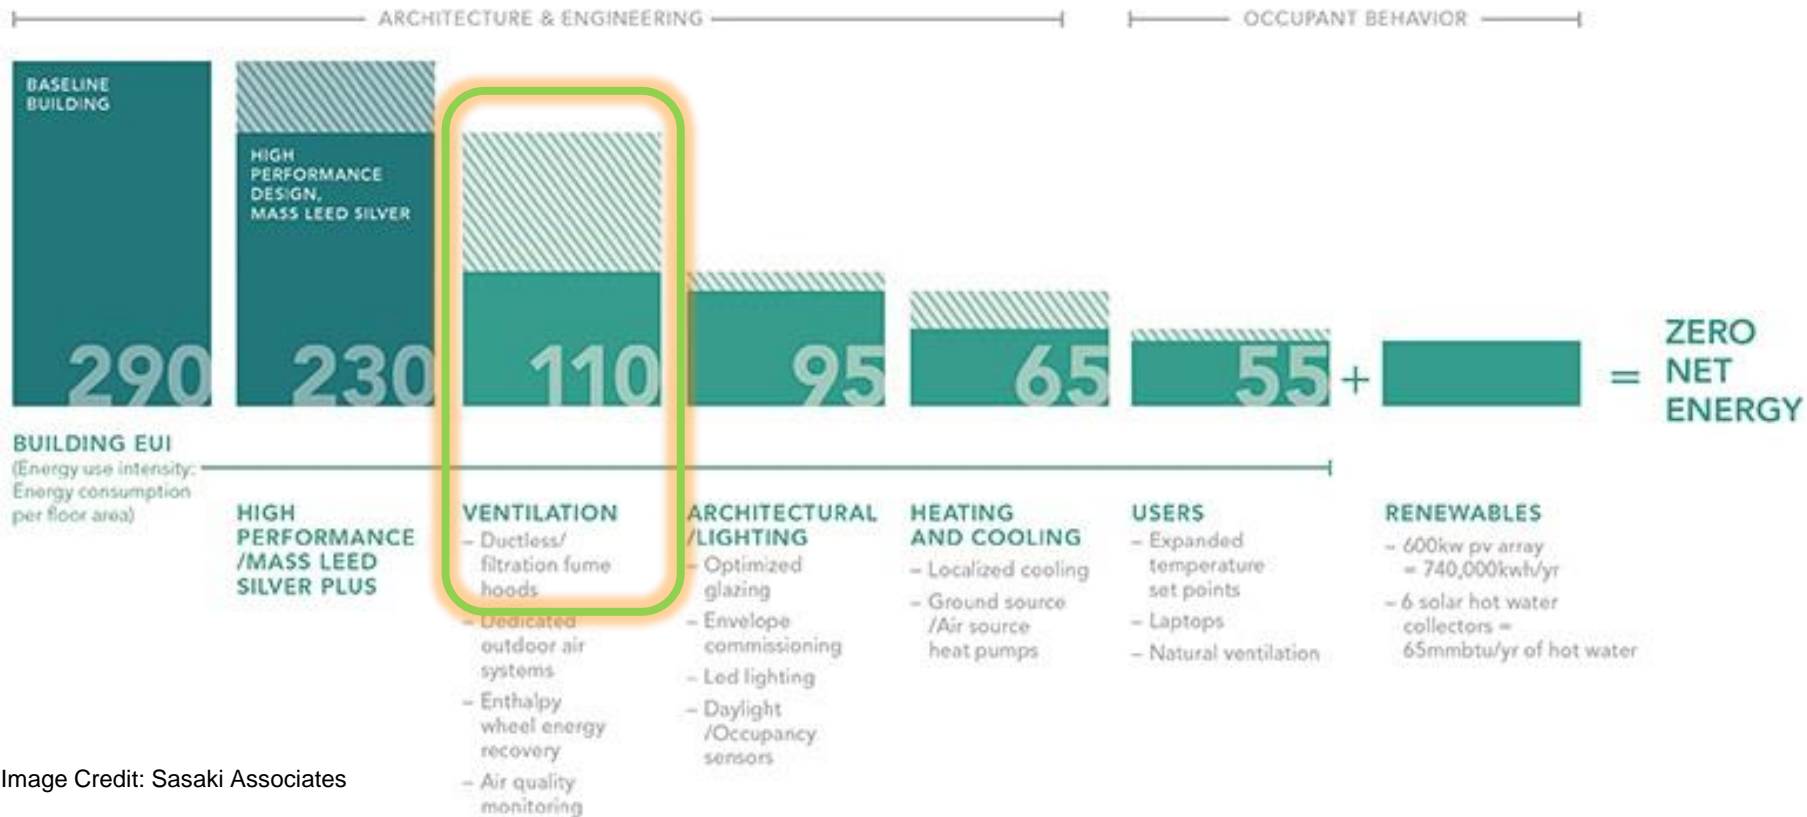 ARCHITECTURE & ENGINEERING
OCCUPANT BEHAVIOR
BASELINE
BUILDING
HIGH
PERFORMANCE
DESIGN,
MASS LEED SILVER
290
230
110
95
65
55
+
=
ZERO
NET
ENERGY
BUILDING EUI
(Energy use intensity:
Energy consumption
per floor area)
HIGH
PERFORMANCE
/MASS LEED
SILVER PLUS
VENTILATION
– Ductless/
filtration fume
hoods
– Dedicated
outdoor air
systems
– Enthalpy
wheel energy
recovery
– Air quality
monitoring
ARCHITECTURAL
/LIGHTING
– Optimized
glazing
– Envelope
commissioning
– Led lighting
– Daylight
/Occupancy
sensors
HEATING
AND COOLING
– Localized cooling
– Ground source
/Air source
heat pumps
USERS
– Expanded
temperature
set points
– Laptops
– Natural ventilation
RENEWABLES
– 600kw pv array
= 740,000kwh/yr
– 6 solar hot water
collectors =
65mmbtu/yr of hot water
Image Credit: Sasaki Associates